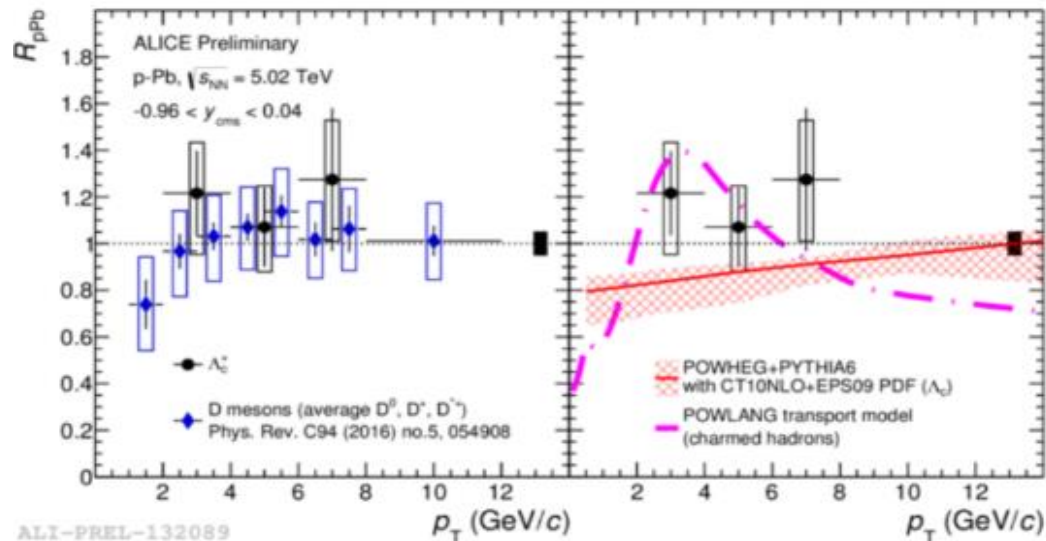 R_pPb
1.8
1.6
1.4
1.2
1
0.8
0.6
0.4
0.2
0
ALICE Preliminary
p-Pb, √s_NN = 5.02 TeV
-0.96 < y_cms < 0.04
Λ_c^+
D mesons (average D^0, D^+, D^*+)
Phys. Rev. C94 (2016) no.5, 054908
2 4 6 8 10 12
p_T (GeV/c)
POWHEG+PYTHIA6
with CT10NLO+EPS09 PDF (Λ_c)
POWLANG transport model
(charmed hadrons)
2 4 6 8 10 12
p_T (GeV/c)
ALI-PREL-132089